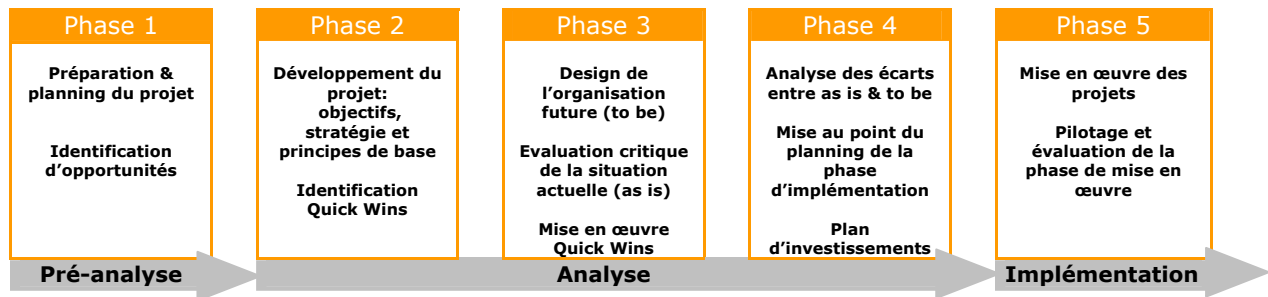 Phase 1
Préparation &
planning du projet
Identification
d'opportunités
Phase 2
Développement du
projet:
objectifs,
stratégie et
principes de base
Identification
Quick Wins
Phase 3
Design de
l'organisation
future (to be)
Evaluation critique
de la situation
actuelle (as is)
Mise en œuvre
Quick Wins
Phase 4
Analyse des écarts
entre as is & to be
Mise au point du
planning de la
phase
d'implémentation
Plan
d'investissements
Phase 5
Mise en œuvre des
projets
Pilotage et
évaluation de la
phase de mise en
œuvre
Pré-analyse
Analyse
Implémentation